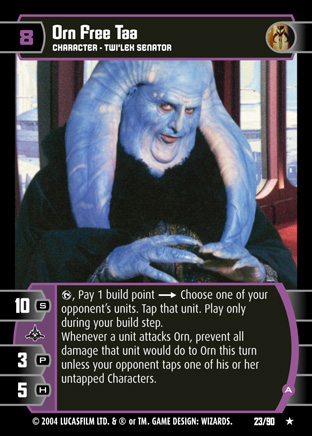 8 Orn Free Taa
CHARACTER - TWI'LEK SENATOR
10 S
3 P
5 H
, Pay 1 build point → Choose one of your
opponent's units. Tap that unit. Play only
during your build step.
Whenever a unit attacks Orn, prevent all
damage that unit would do to Orn this turn
unless your opponent taps one of his or her
untapped Characters.
A
© 2004 LUCASFILM LTD. & ® or TM. GAME DESIGN: WIZARDS. 23/90 ★